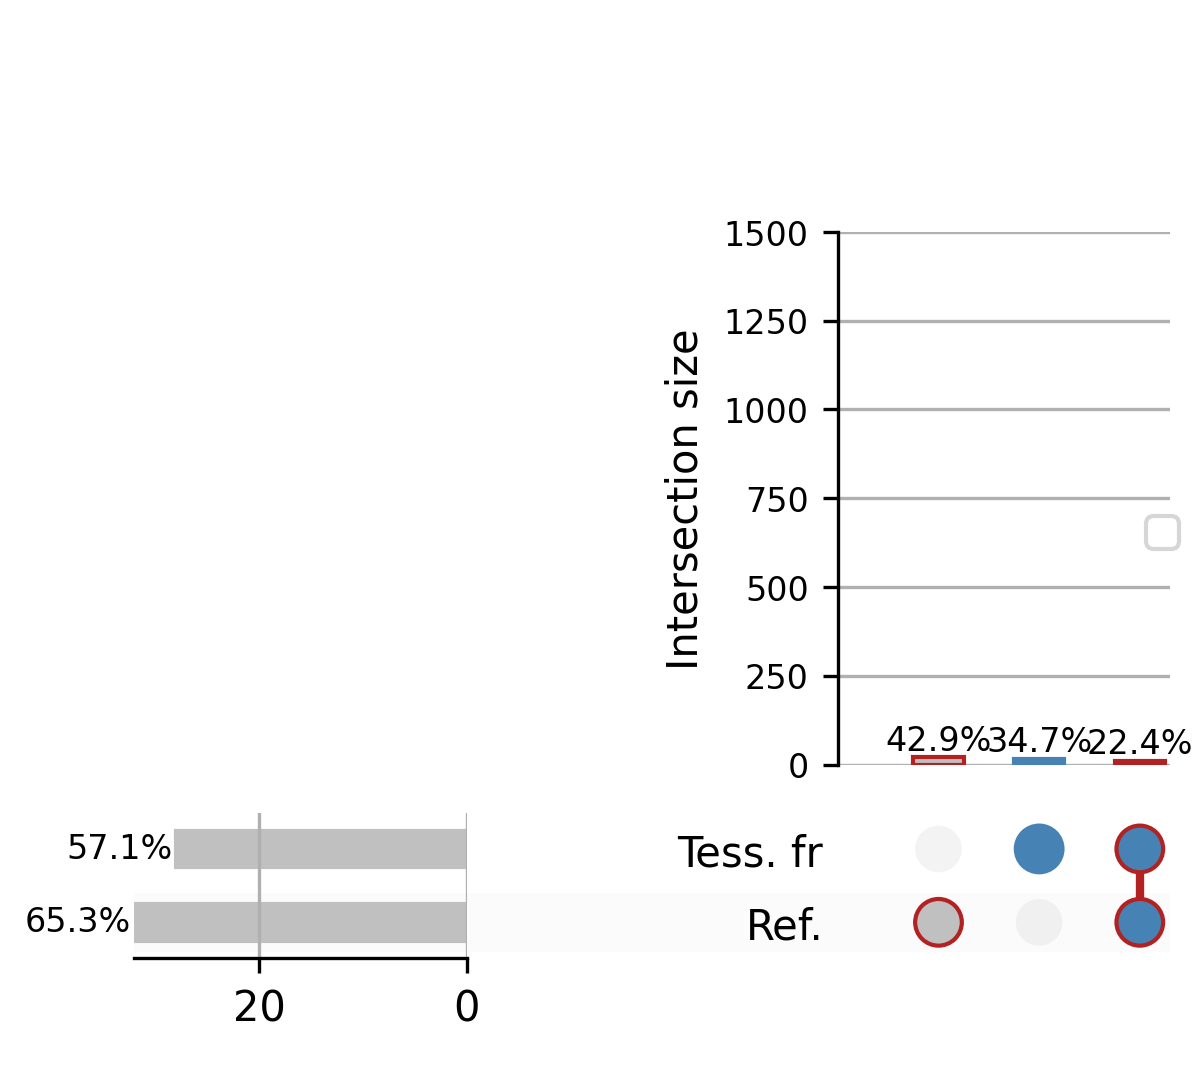 1500
1250
1000
750
500
250
0
Intersection size
42.9% 34.7% 22.4%
57.1%
65.3%
20 0
Tess. fr
Ref.